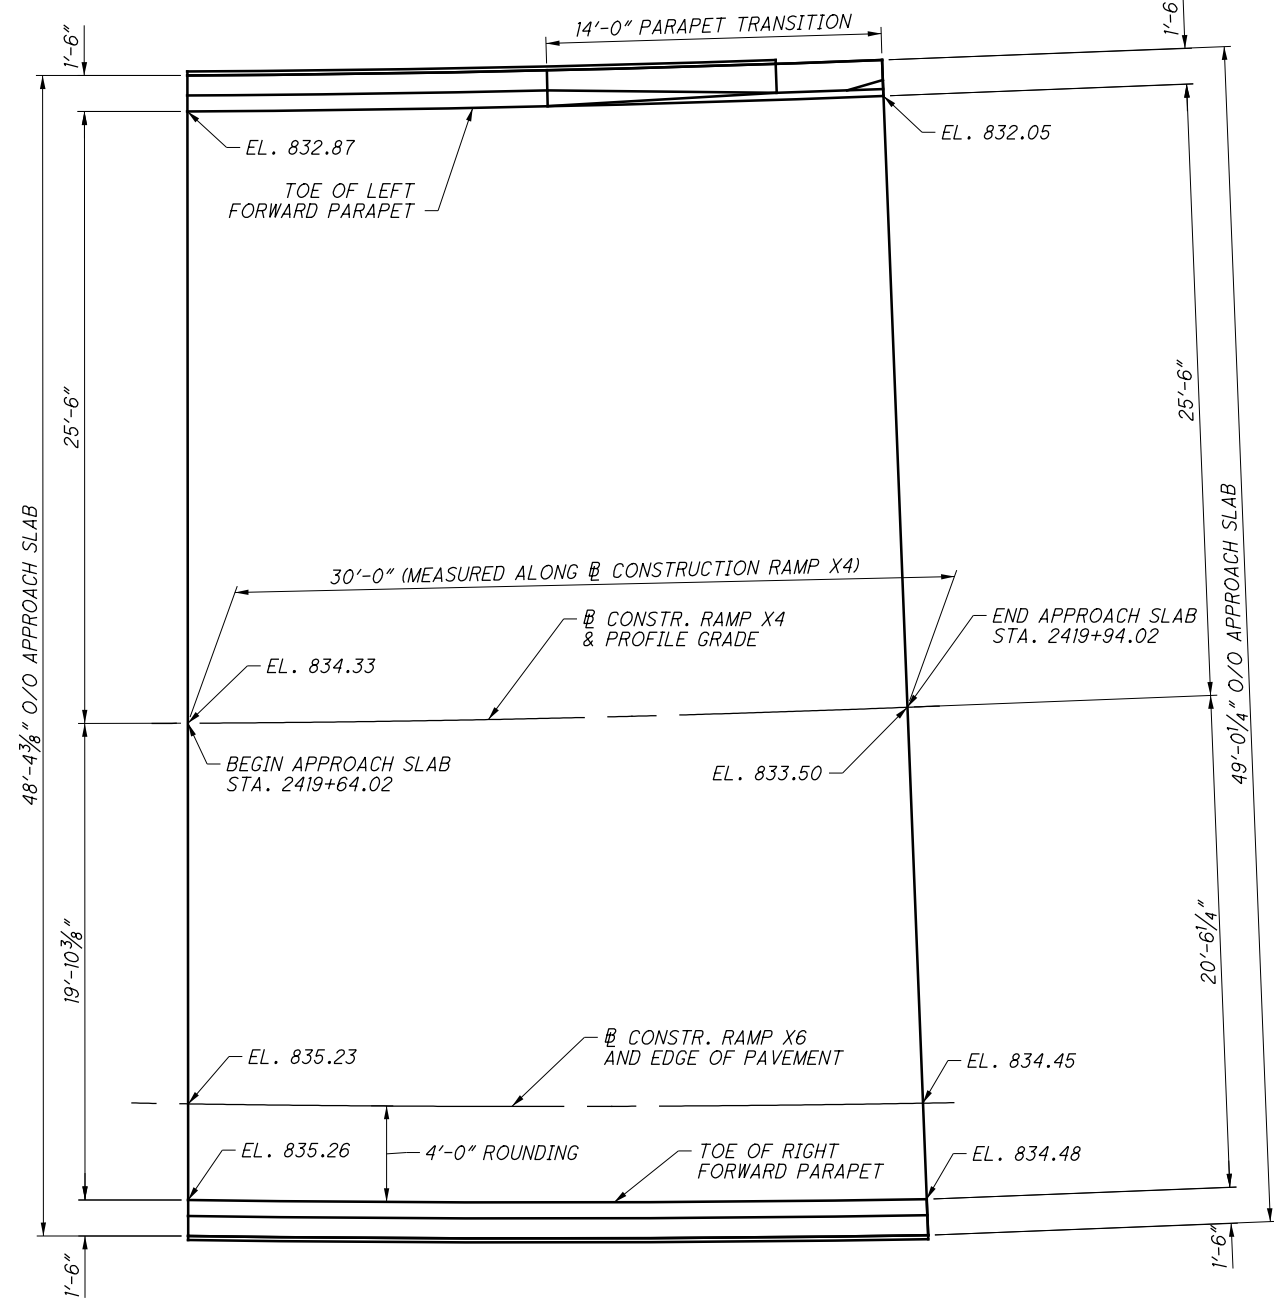 14'-0" PARAPET TRANSITION
1'-6"
1'-6
EL. 832.87
EL. 832.05
TOE OF LEFT
FORWARD PARAPET
25'-6"
25'-6"
48'-4⅜" O/O APPROACH SLAB
49'-0¼" O/O APPROACH SLAB
30'-0" (MEASURED ALONG ℄ CONSTRUCTION RAMP X4)
℄ CONSTR. RAMP X4
& PROFILE GRADE
END APPROACH SLAB
STA. 2419+94.02
EL. 834.33
BEGIN APPROACH SLAB
STA. 2419+64.02
EL. 833.50
19'-10⅜"
20'-6¼"
℄ CONSTR. RAMP X6
AND EDGE OF PAVEMENT
EL. 835.23
EL. 834.45
EL. 835.26
4'-0" ROUNDING
TOE OF RIGHT
FORWARD PARAPET
EL. 834.48
1'-6"
1'-6"